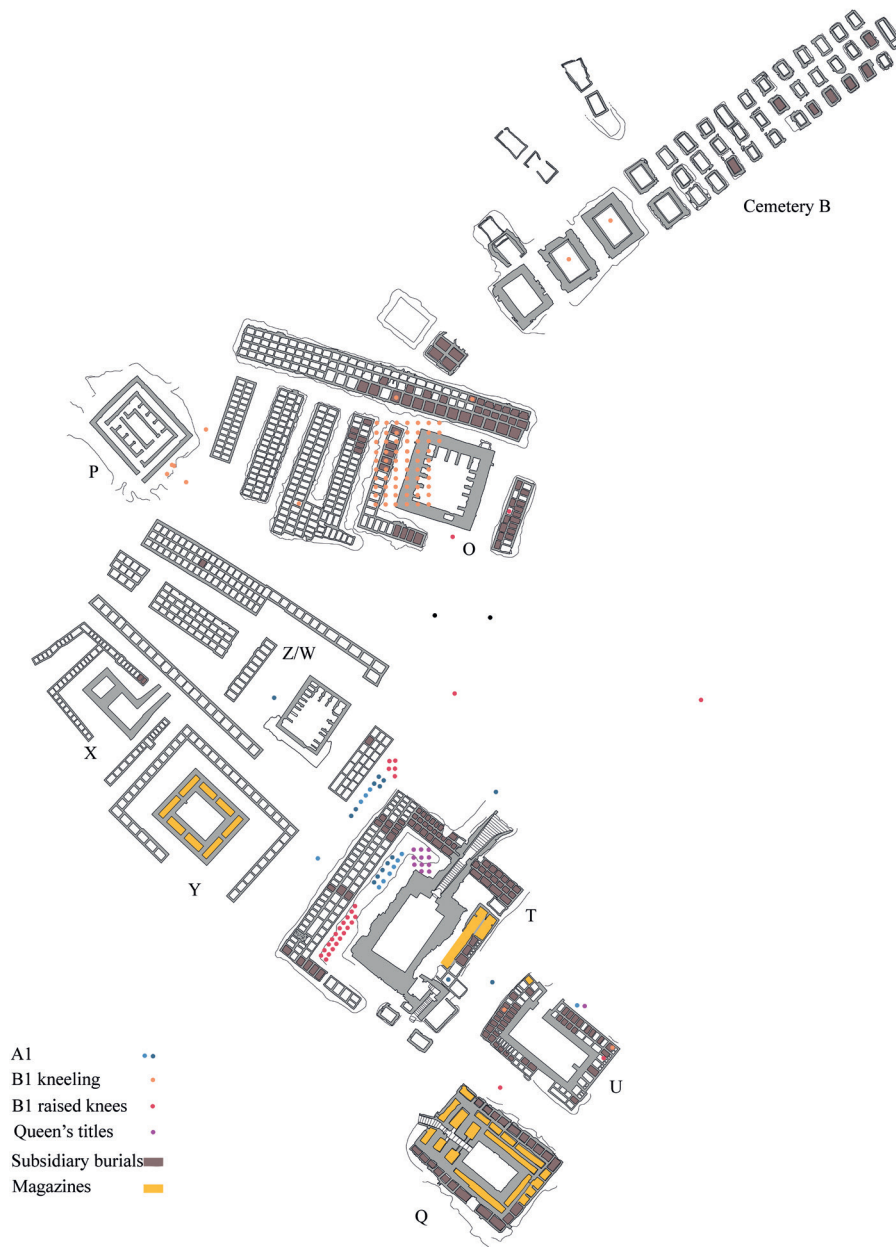 Cemetery B
P
O
Z/W
X
Y
T
A1
B1 kneeling
B1 raised knees
Queen's titles
Subsidiary burials
Magazines
U
Q